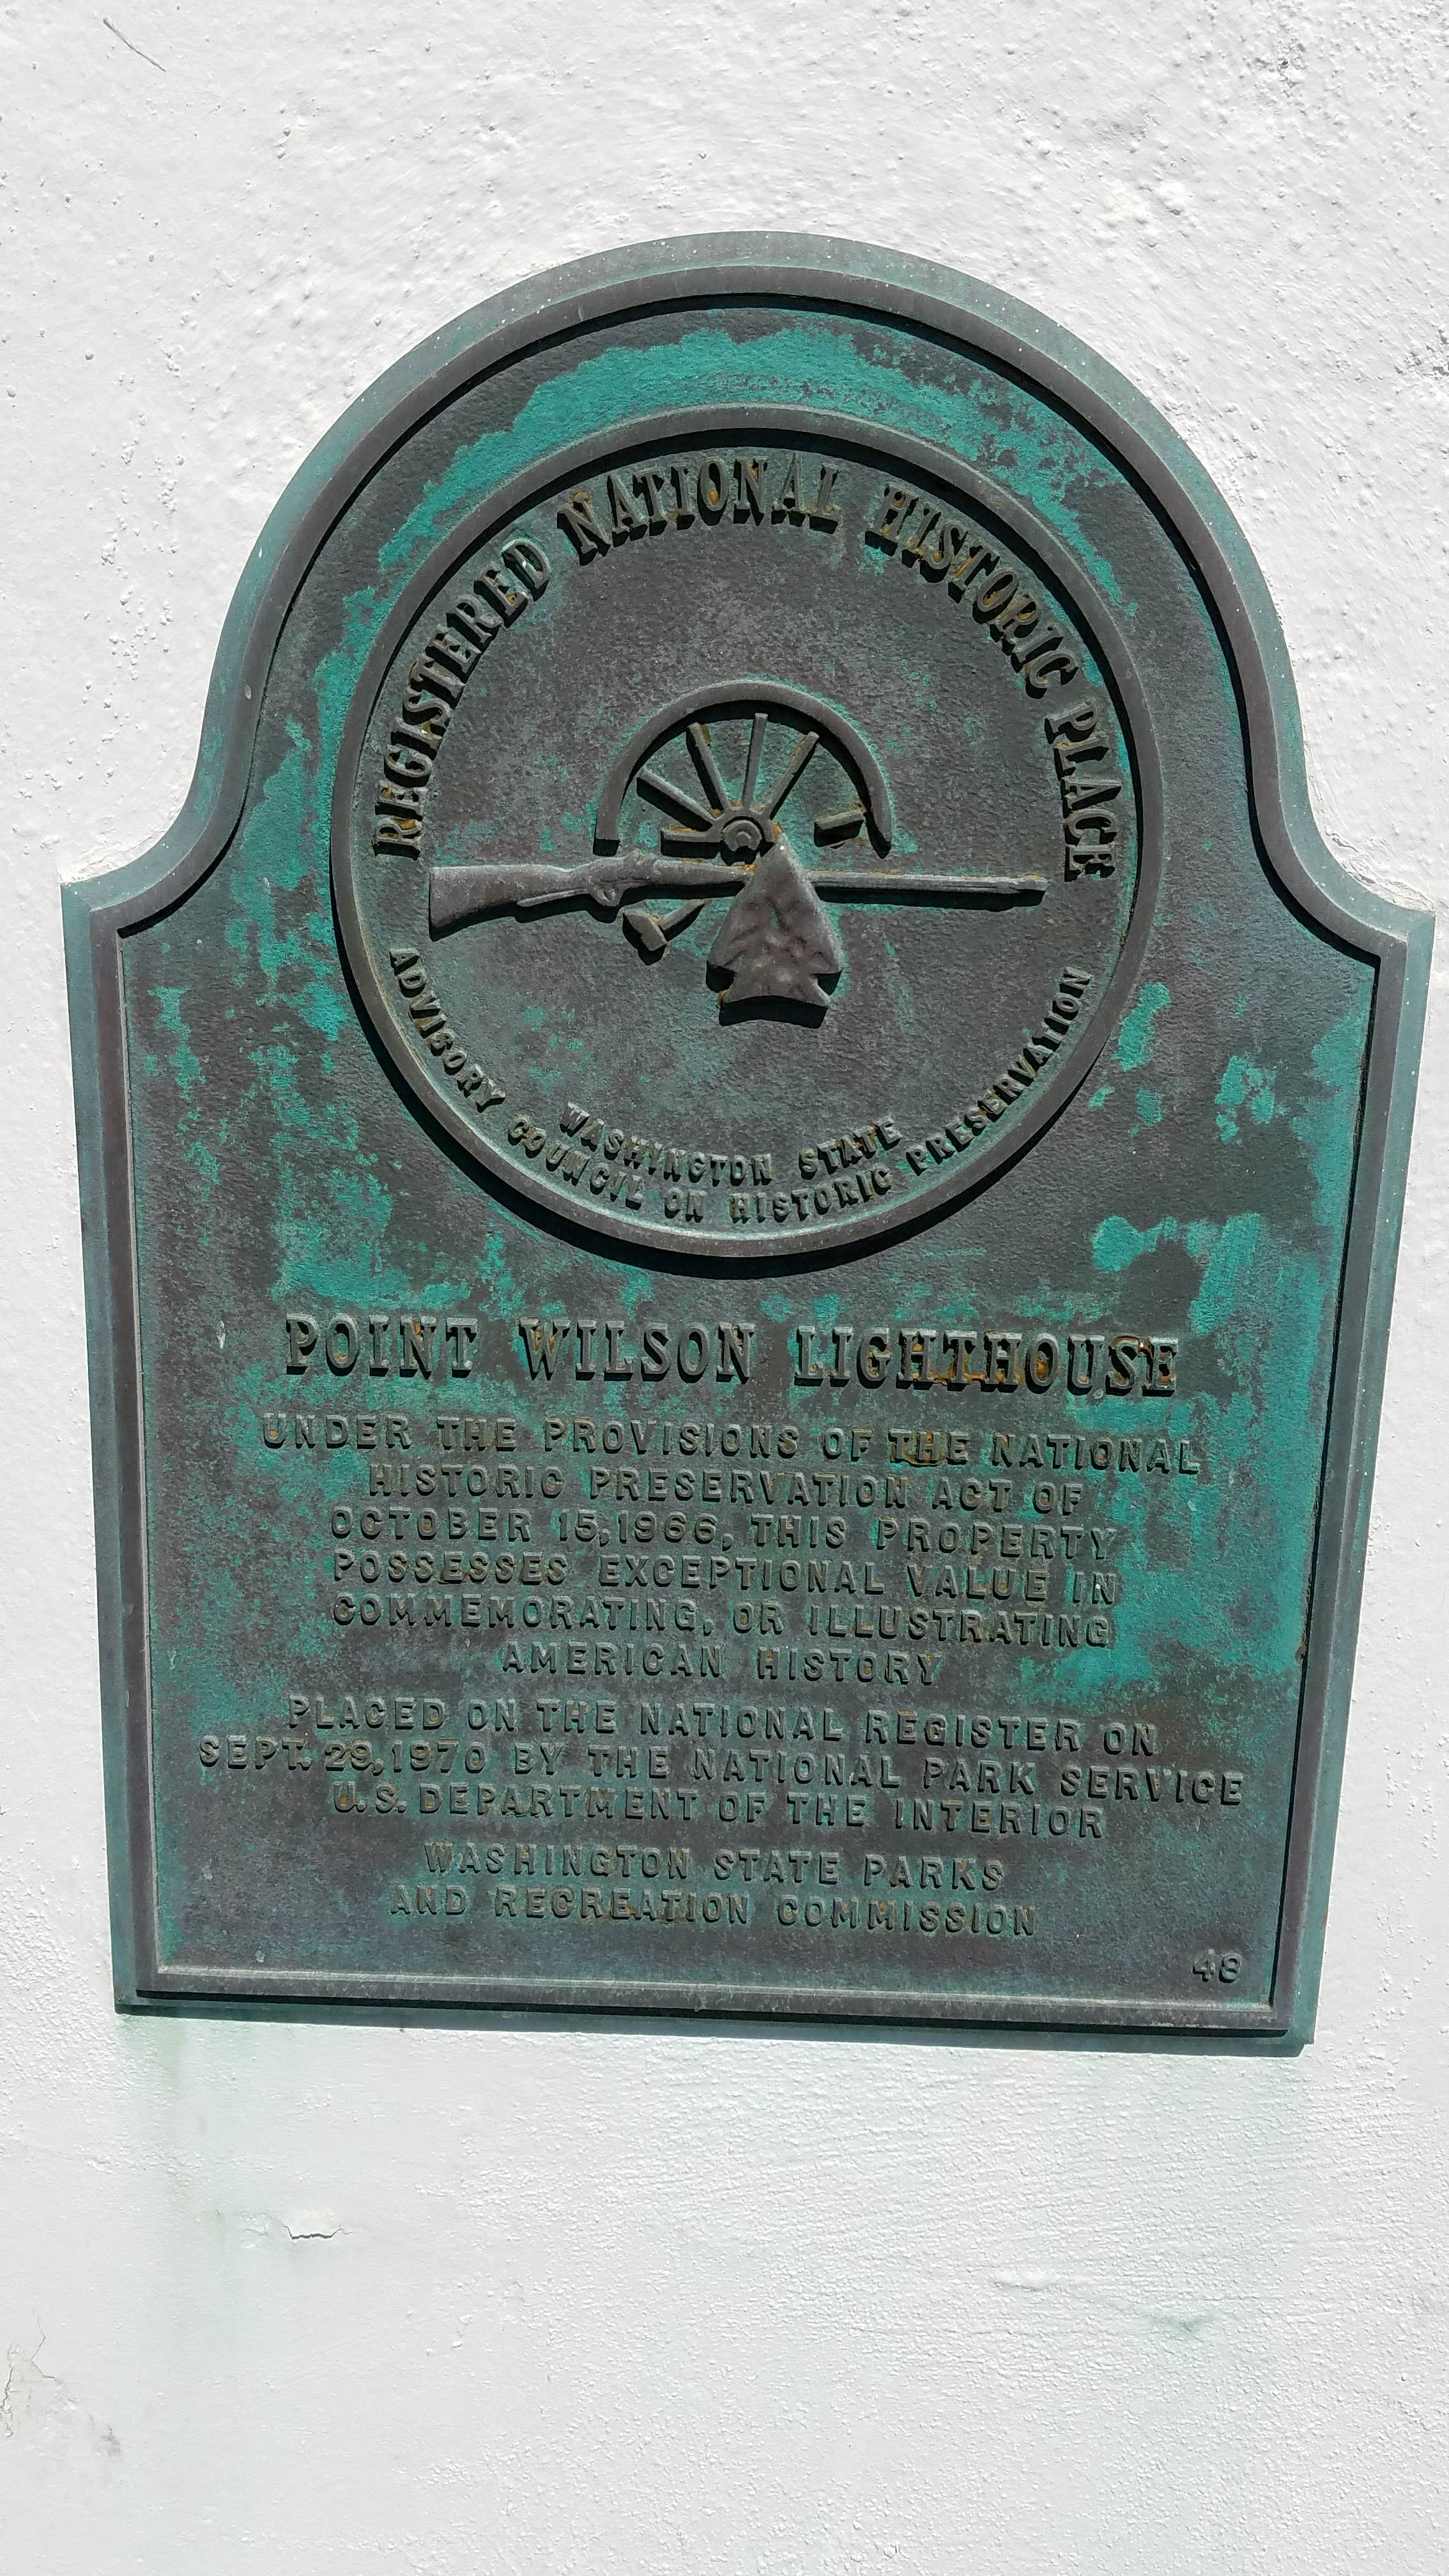 REGISTERED NATIONAL HISTORIC PLACE
WASHINGTON STATE
ADVISORY COUNCIL ON HISTORIC PRESERVATION
POINT WILSON LIGHTHOUSE
UNDER THE PROVISIONS OF THE NATIONAL
HISTORIC PRESERVATION ACT OF
OCTOBER 15, 1966, THIS PROPERTY
POSSESSES EXCEPTIONAL VALUE IN
COMMEMORATING, OR ILLUSTRATING
AMERICAN HISTORY
PLACED ON THE NATIONAL REGISTER ON
SEPT. 29, 1970 BY THE NATIONAL PARK SERVICE
U.S. DEPARTMENT OF THE INTERIOR
WASHINGTON STATE PARKS
AND RECREATION COMMISSION
48